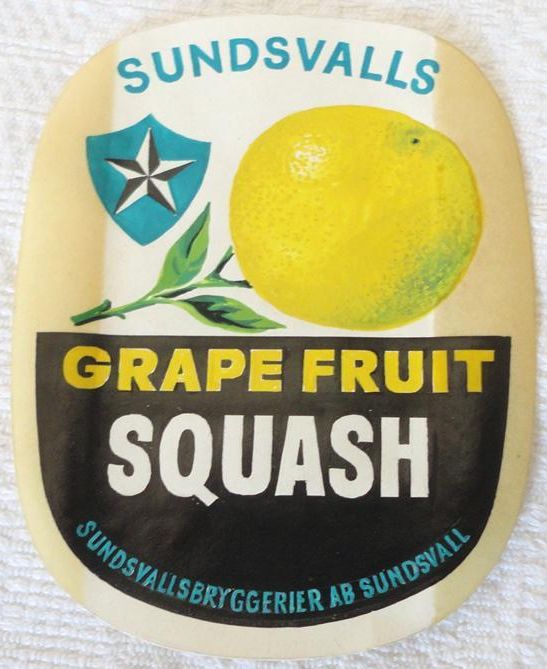 SUNDSVALLS
GRAPE FRUIT
SQUASH
SUNDSVALLSBRYGGERIER AB SUNDSVALL